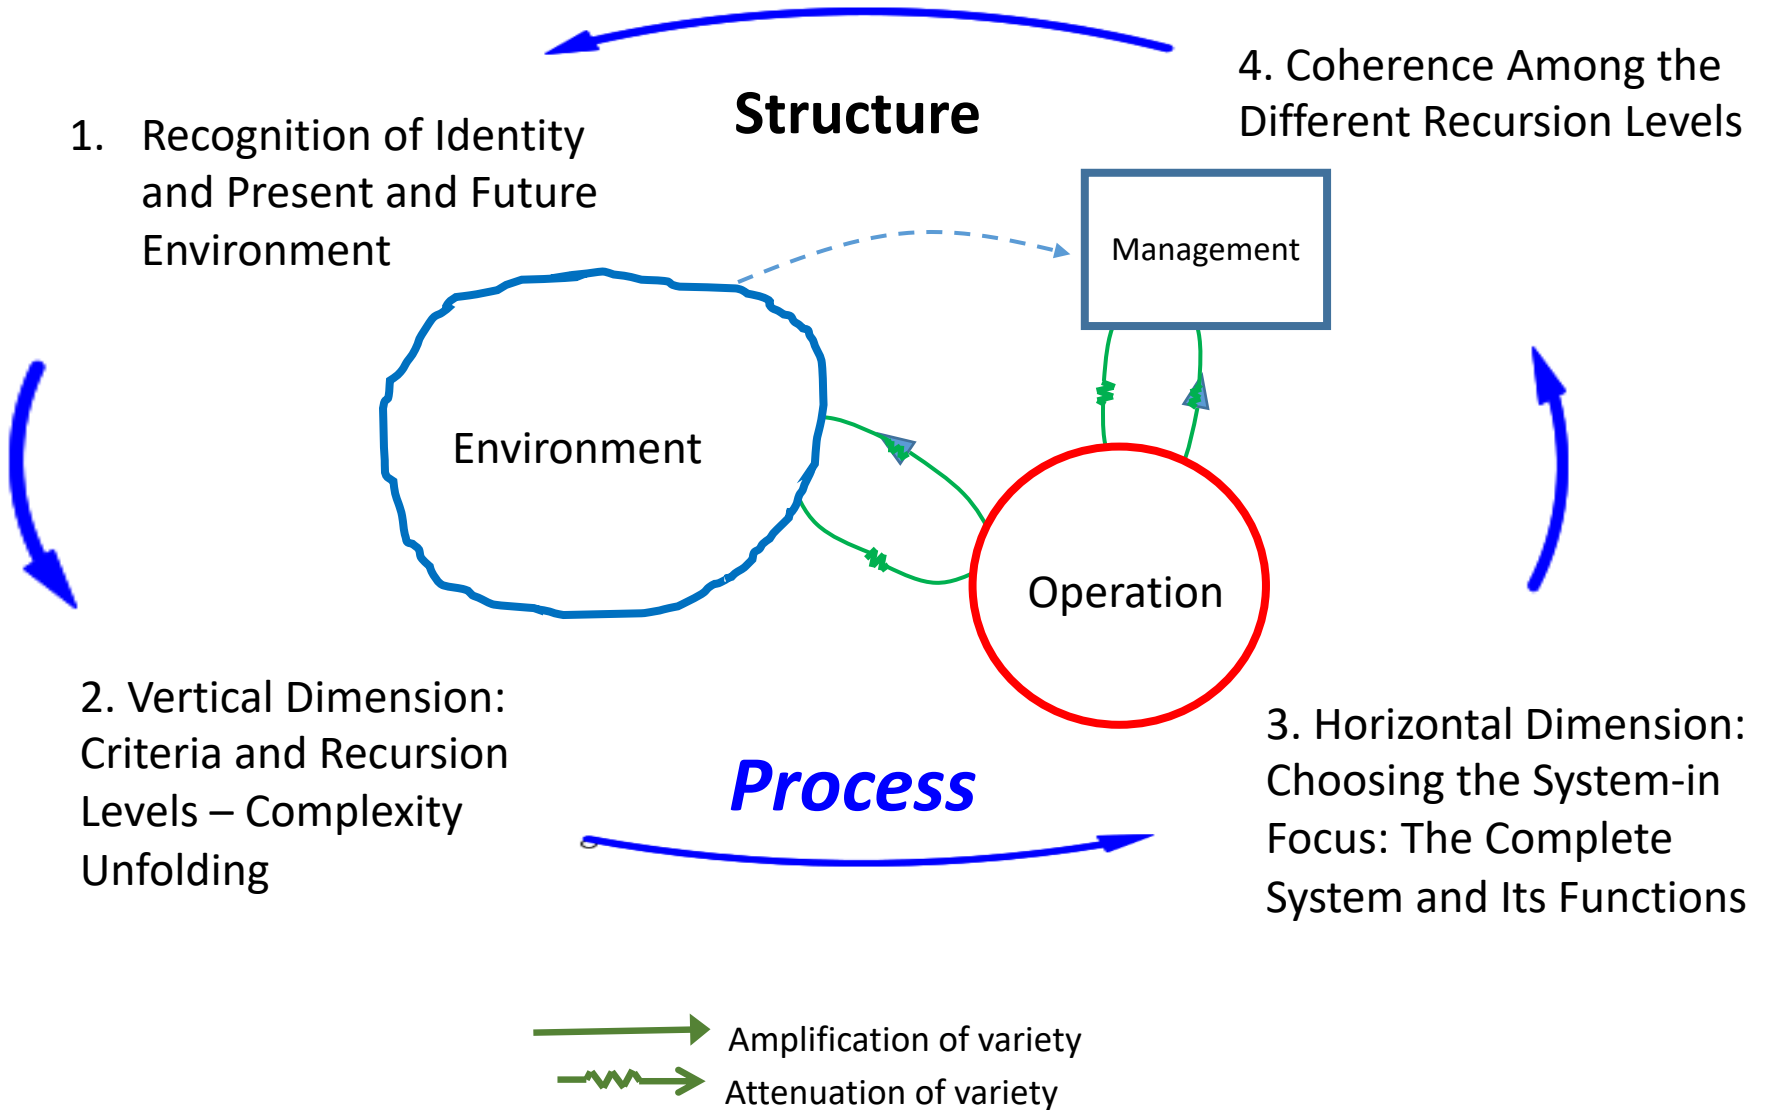 Structure
4. Coherence Among the
Different Recursion Levels
1. Recognition of Identity
and Present and Future
Environment
Management
Environment
Operation
2. Vertical Dimension:
Criteria and Recursion
Levels – Complexity
Unfolding
Process
3. Horizontal Dimension:
Choosing the System-in
Focus: The Complete
System and Its Functions
Amplification of variety
Attenuation of variety